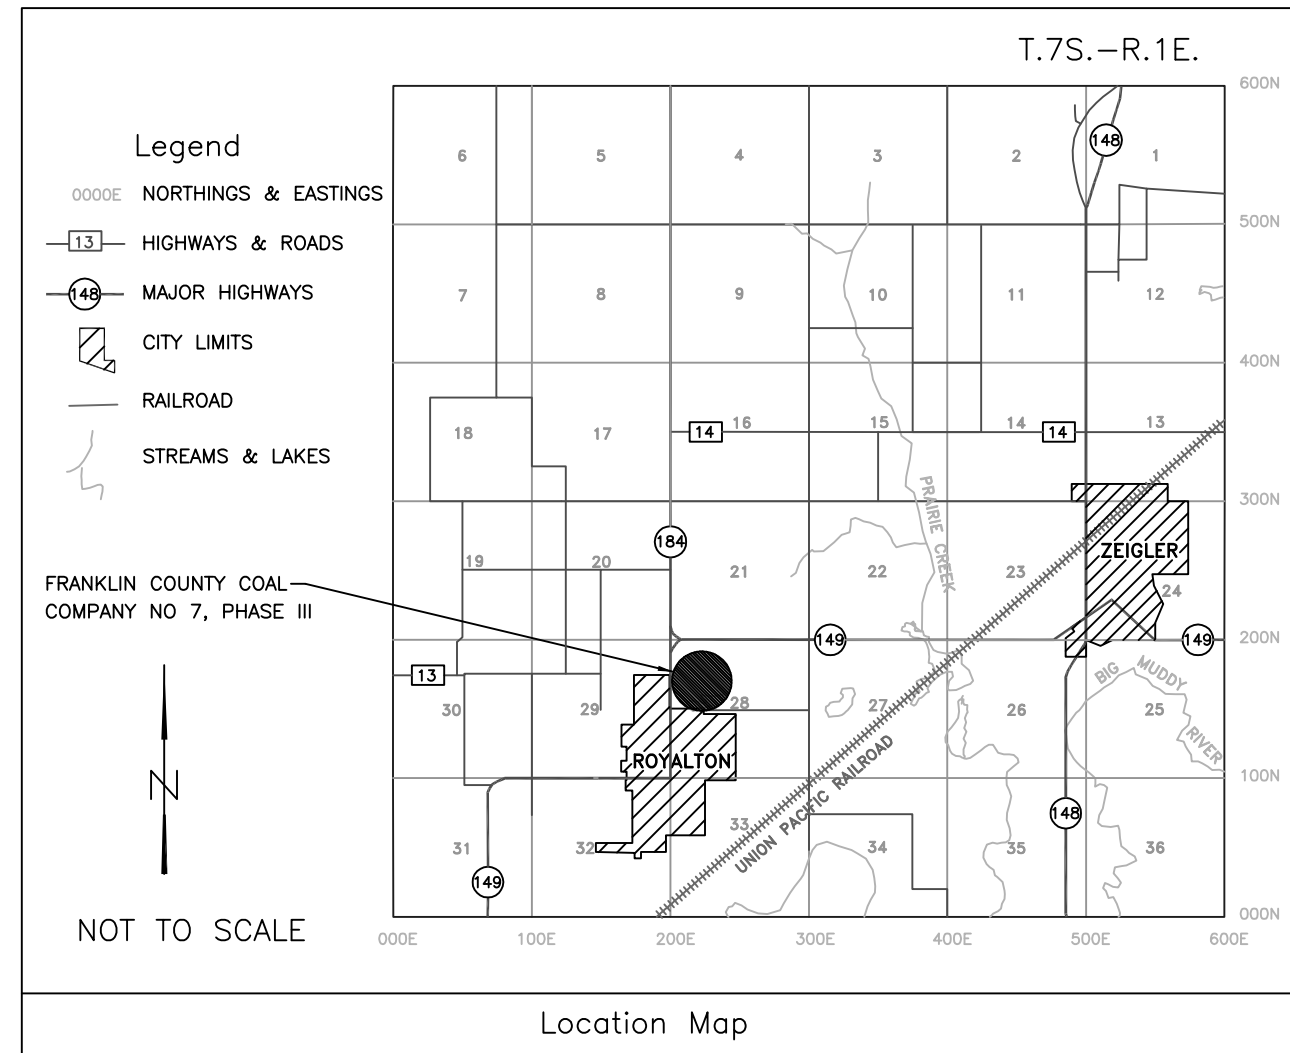 T.7S.-R.1E.
600N
Legend
0000E NORTHINGS & EASTINGS
13 HIGHWAYS & ROADS
148 MAJOR HIGHWAYS
CITY LIMITS
RAILROAD
STREAMS & LAKES
FRANKLIN COUNTY COAL
COMPANY NO 7, PHASE III
N
NOT TO SCALE
148
6 5 4 3 2 1
500N
7 8 9 10 11 12
400N
18 17 16 15 14 13
14 14
300N
PRAIRIE CREEK
184
ZEIGLER
19 20 21 22 23 24
149 149
200N
13
BIG MUDDY RIVER
30 29 28 27 26 25
ROYALTON
UNION PACIFIC RAILROAD
100N
148
31 32 33 34 35 36
149
000N
000E 100E 200E 300E 400E 500E 600E
Location Map